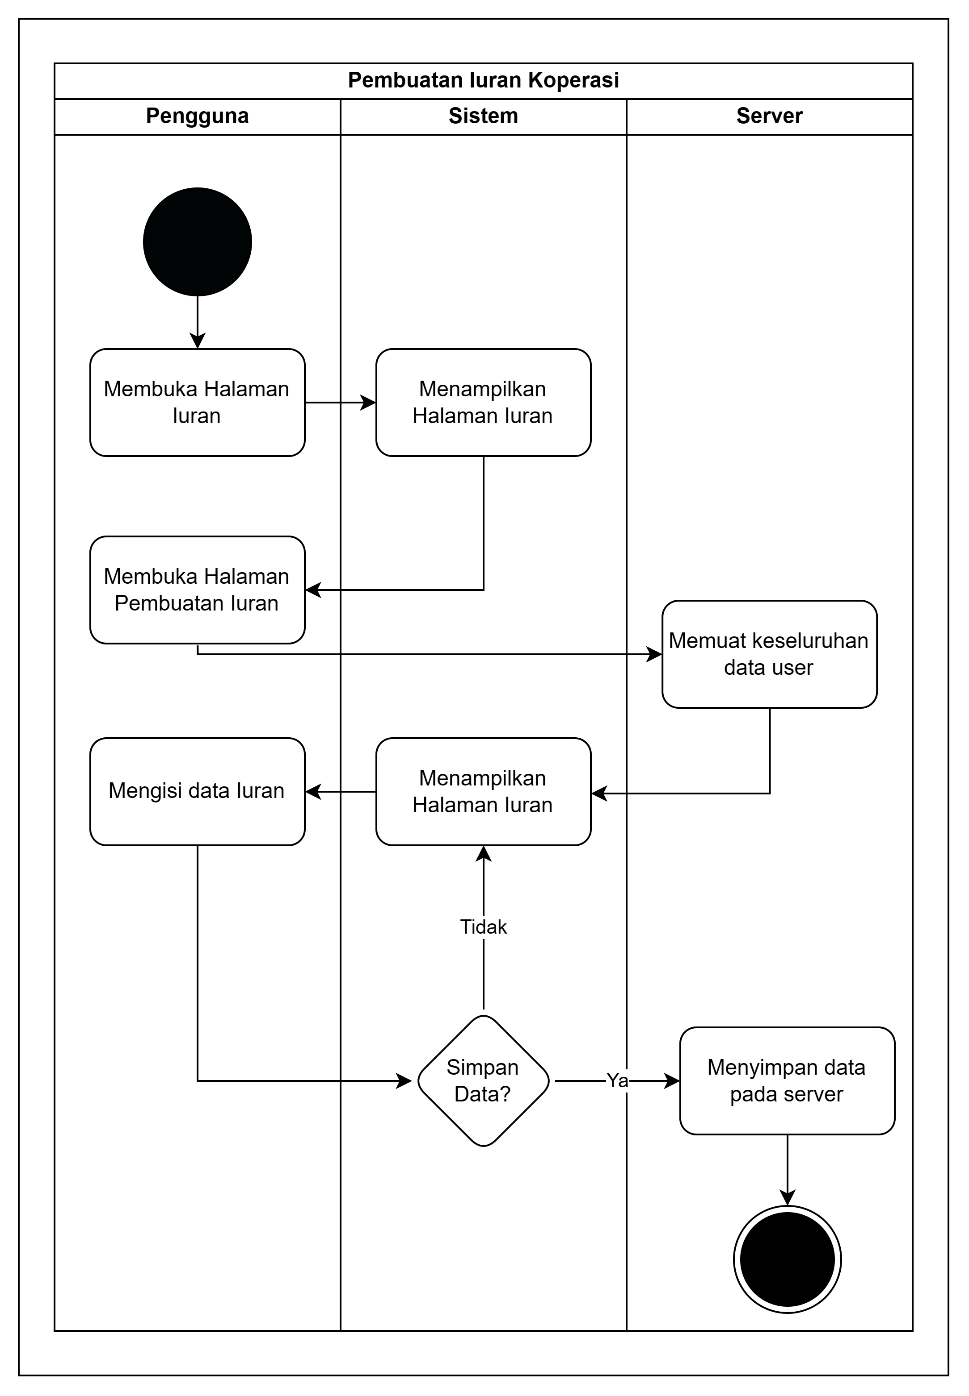 Pembuatan Iuran Koperasi
Pengguna
Sistem
Server
Membuka Halaman
Iuran
Menampilkan
Halaman Iuran
Membuka Halaman
Pembuatan Iuran
Memuat keseluruhan
data user
Mengisi data Iuran
Menampilkan
Halaman Iuran
Tidak
Simpan
Data?
Ya
Menyimpan data
pada server